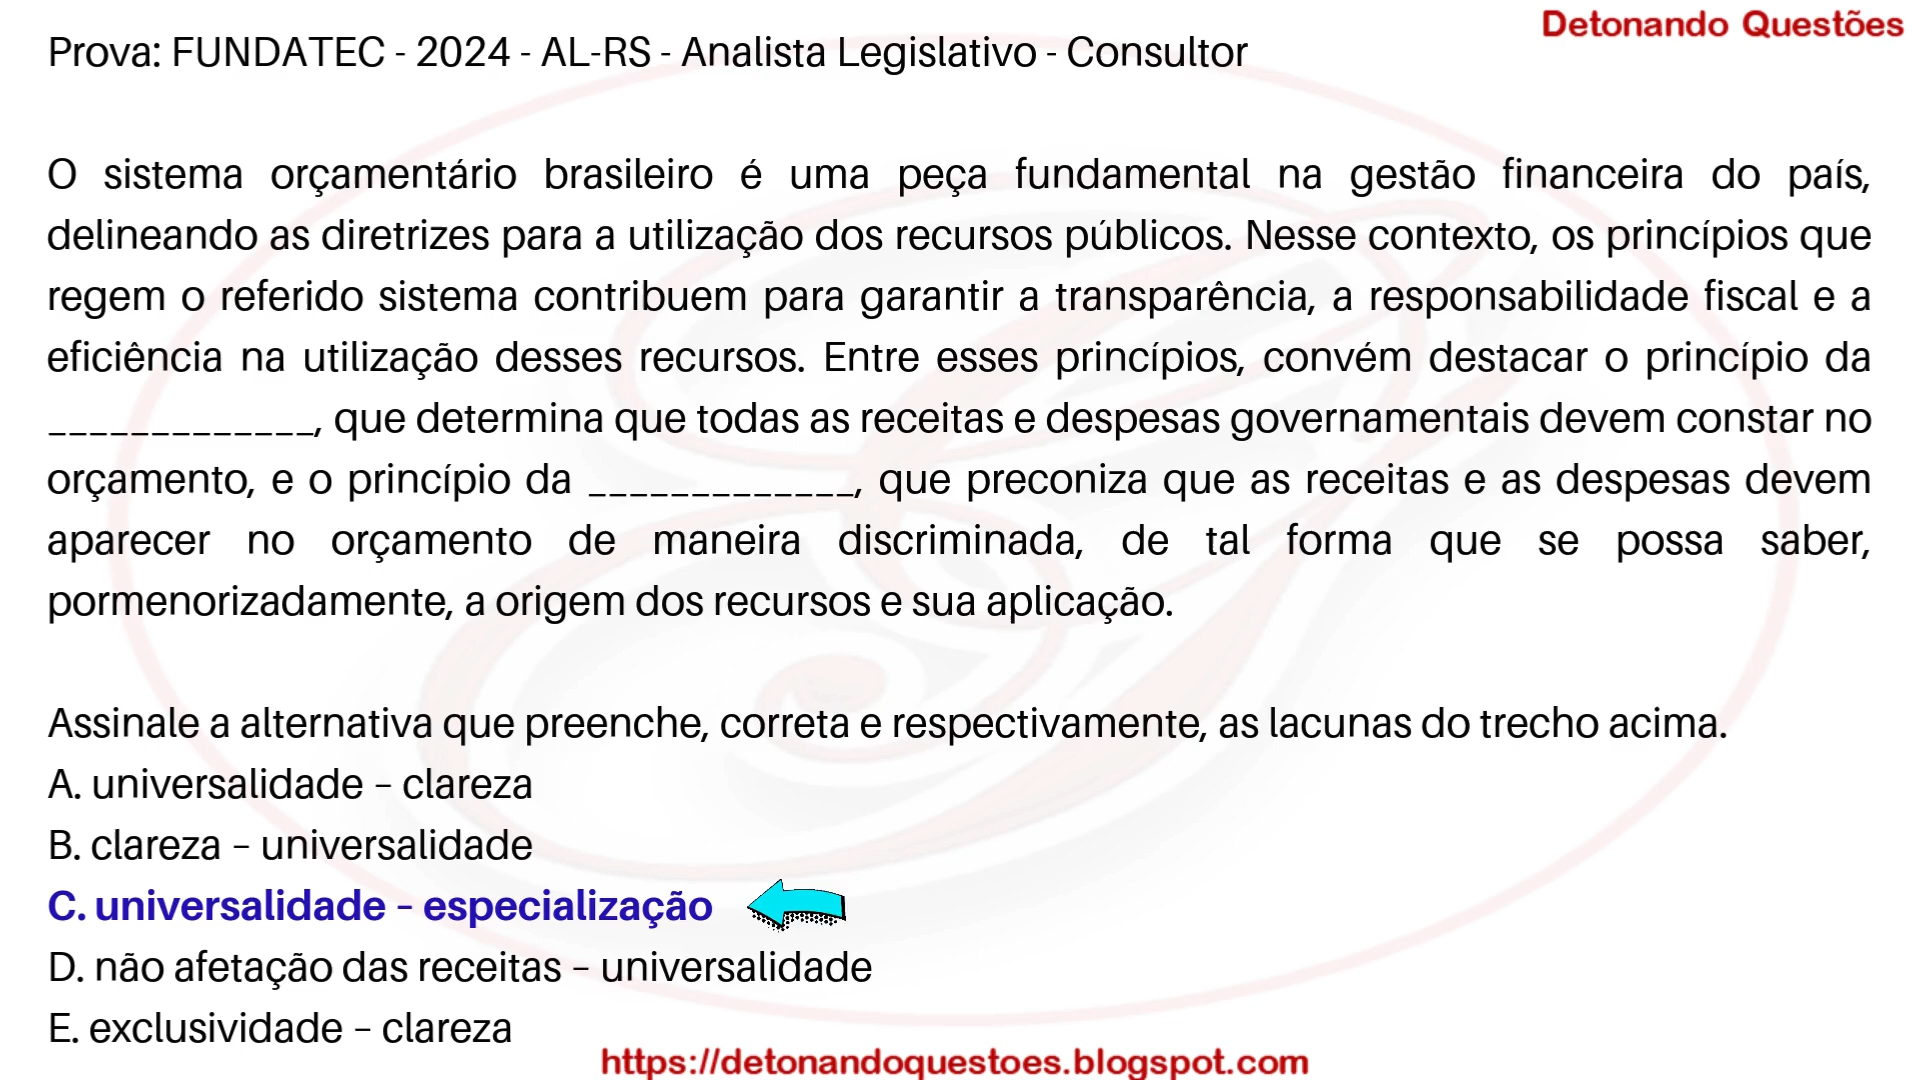 Detonando Questões
Prova: FUNDATEC - 2024 - AL-RS - Analista Legislativo - Consultor
O sistema orçamentário brasileiro é uma peça fundamental na gestão financeira do país,
delineando as diretrizes para a utilização dos recursos públicos. Nesse contexto, os princípios que
regem o referido sistema contribuem para garantir a transparência, a responsabilidade fiscal e a
eficiência na utilização desses recursos. Entre esses princípios, convém destacar o princípio da
_____________, que determina que todas as receitas e despesas governamentais devem constar no
orçamento, e o princípio da _____________, que preconiza que as receitas e as despesas devem
aparecer no orçamento de maneira discriminada, de tal forma que se possa saber,
pormenorizadamente, a origem dos recursos e sua aplicação.
Assinale a alternativa que preenche, correta e respectivamente, as lacunas do trecho acima.
A. universalidade – clareza
B. clareza – universalidade
C. universalidade – especialização
D. não afetação das receitas – universalidade
E. exclusividade – clareza
https://detonandoquestoes.blogspot.com